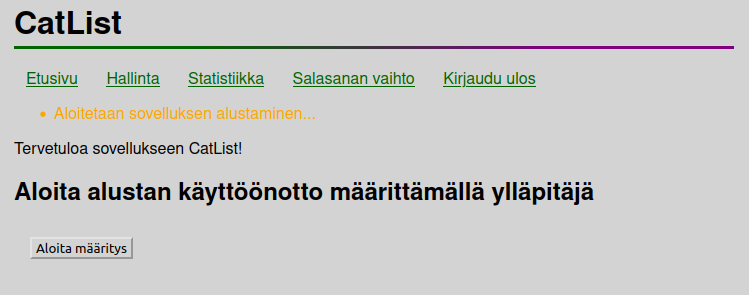 CatList
Etusivu Hallinta Statistiikka Salasanan vaihto Kirjaudu ulos
• Aloitetaan sovelluksen alustaminen...
Tervetuloa sovellukseen CatList!
Aloita alustan käyttöönotto määrittämällä ylläpitäjä
Aloita määritys